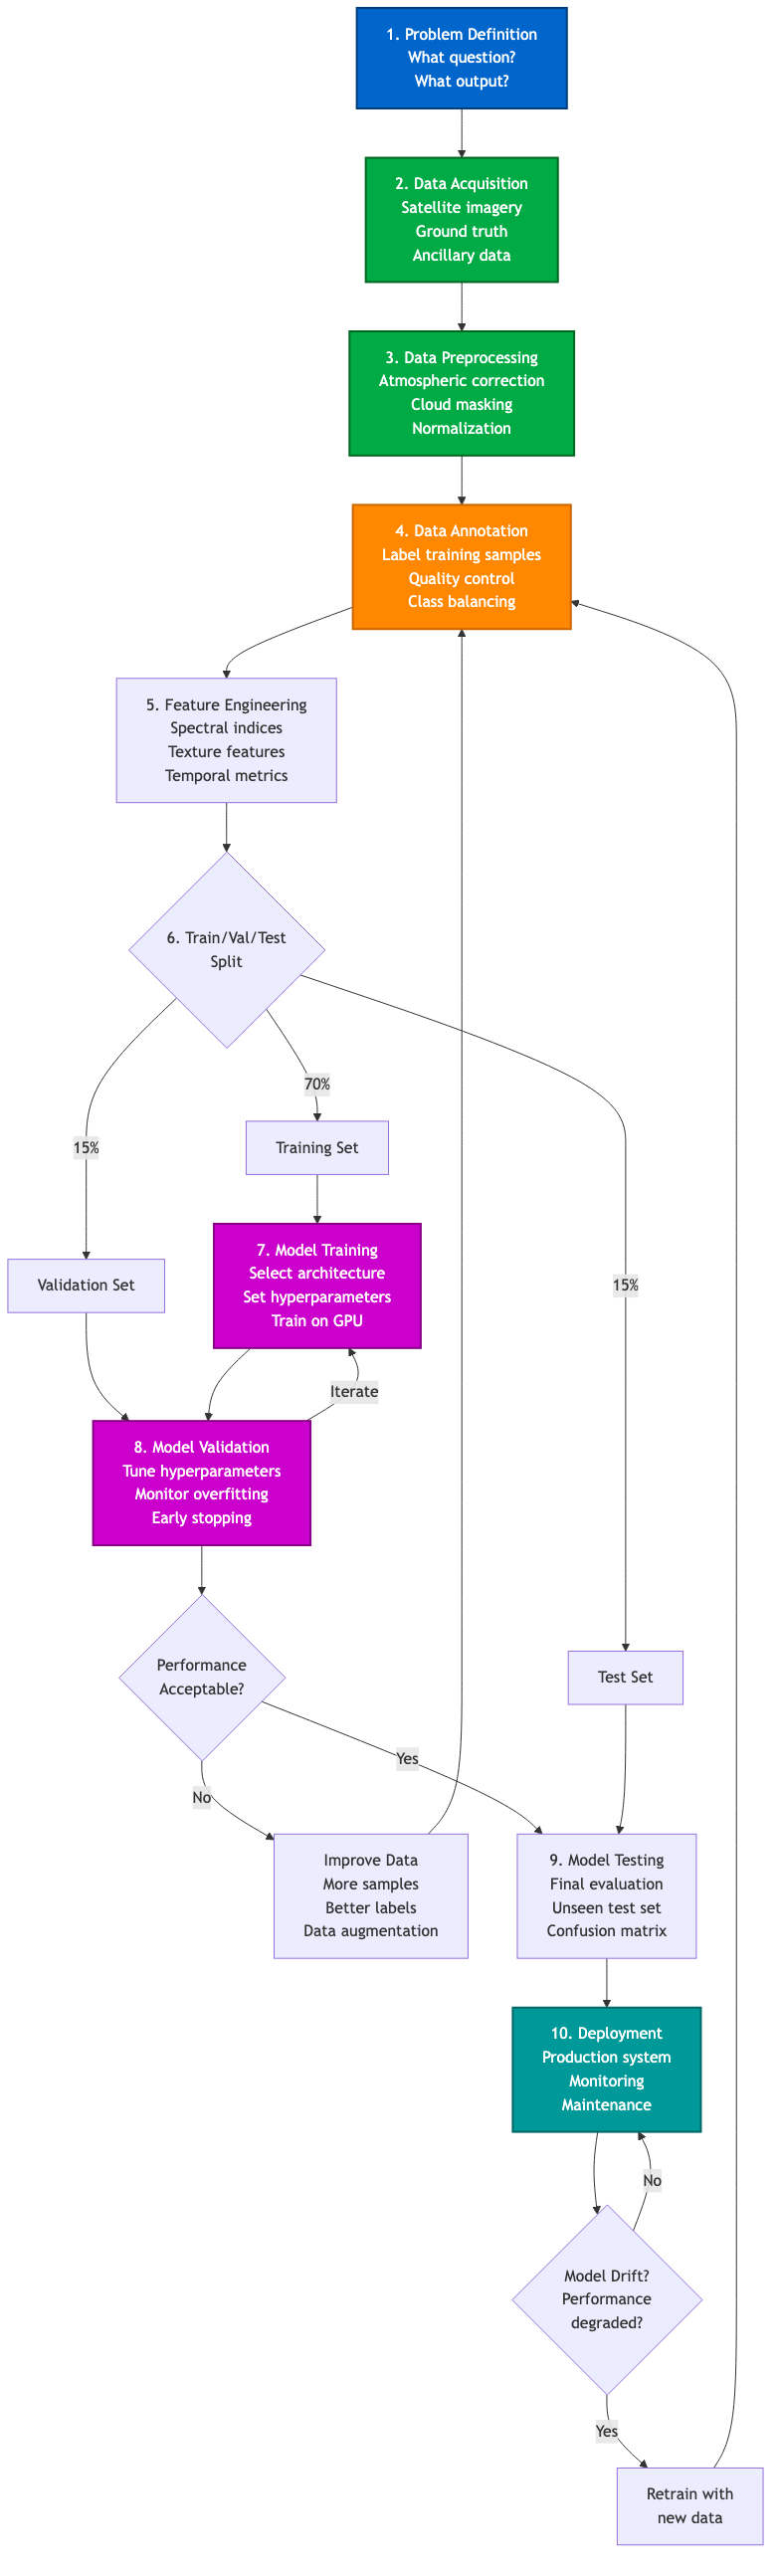 1. Problem Definition
What question?
What output?
2. Data Acquisition
Satellite imagery
Ground truth
Ancillary data
3. Data Preprocessing
Atmospheric correction
Cloud masking
Normalization
4. Data Annotation
Label training samples
Quality control
Class balancing
5. Feature Engineering
Spectral indices
Texture features
Temporal metrics
6. Train/Val/Test
Split
70%
15%
15%
Training Set
Validation Set
7. Model Training
Select architecture
Set hyperparameters
Train on GPU
Iterate
8. Model Validation
Tune hyperparameters
Monitor overfitting
Early stopping
Performance
Acceptable?
Test Set
Yes
No
Improve Data
More samples
Better labels
Data augmentation
9. Model Testing
Final evaluation
Unseen test set
Confusion matrix
10. Deployment
Production system
Monitoring
Maintenance
No
Model Drift?
Performance
degraded?
Yes
Retrain with
new data